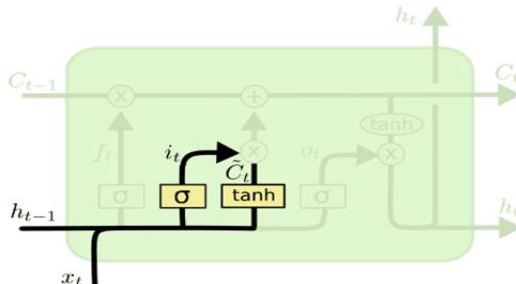 h_t
C_{t-1} C_t
× +
tanh
f_t i_t × o_t ×
C̃_t
σ σ tanh σ
h_{t-1} h_t
x_t